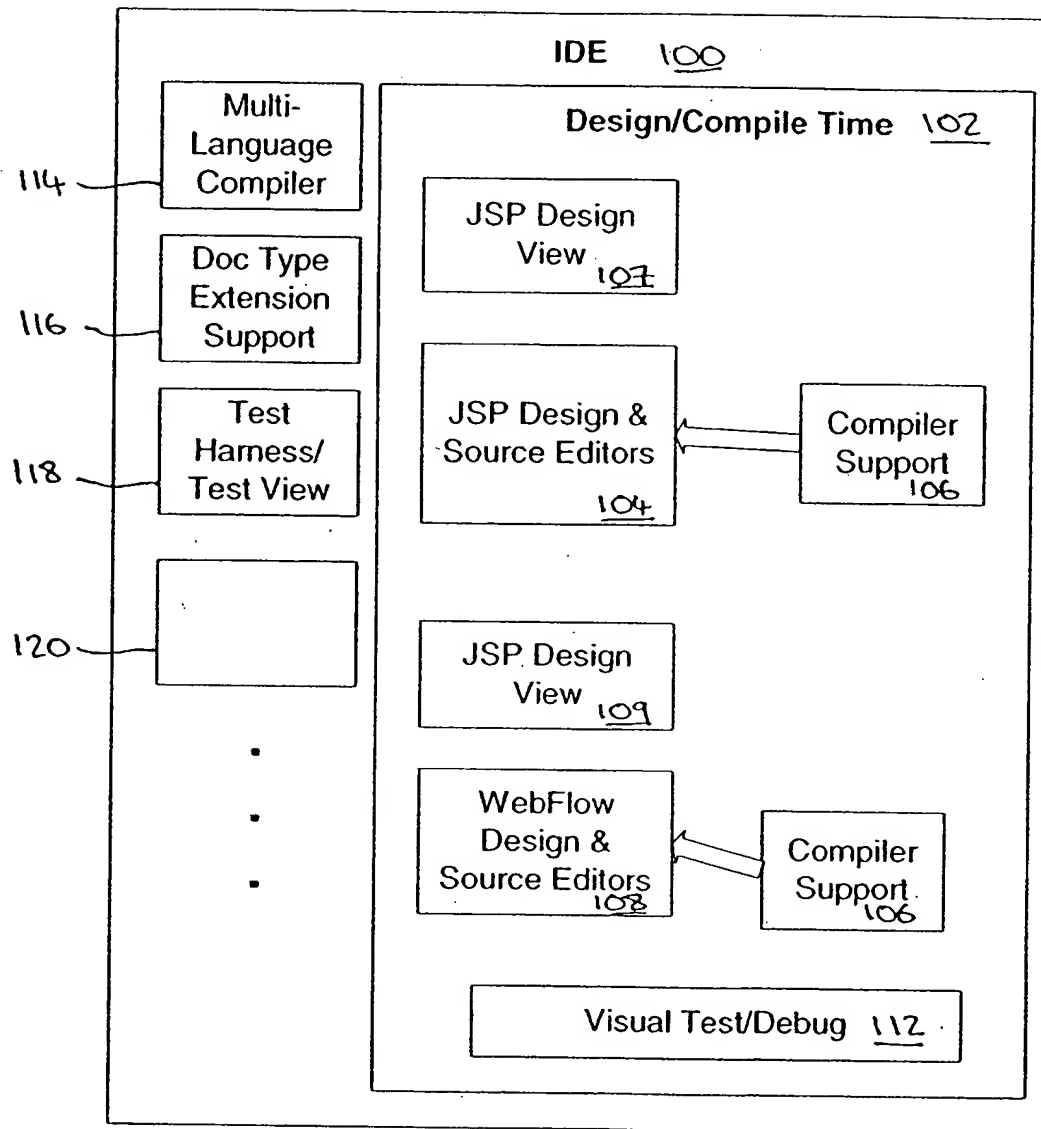 IDE 100
Multi-
Language
Compiler
114
Doc Type
Extension
Support
116
Test
Harness/
Test View
118
120
Design/Compile Time 102
JSP Design
View 107
JSP Design &
Source Editors
104
Compiler
Support
106
JSP Design
View 109
WebFlow
Design &
Source Editors
108
Compiler
Support
106
Visual Test/Debug 112